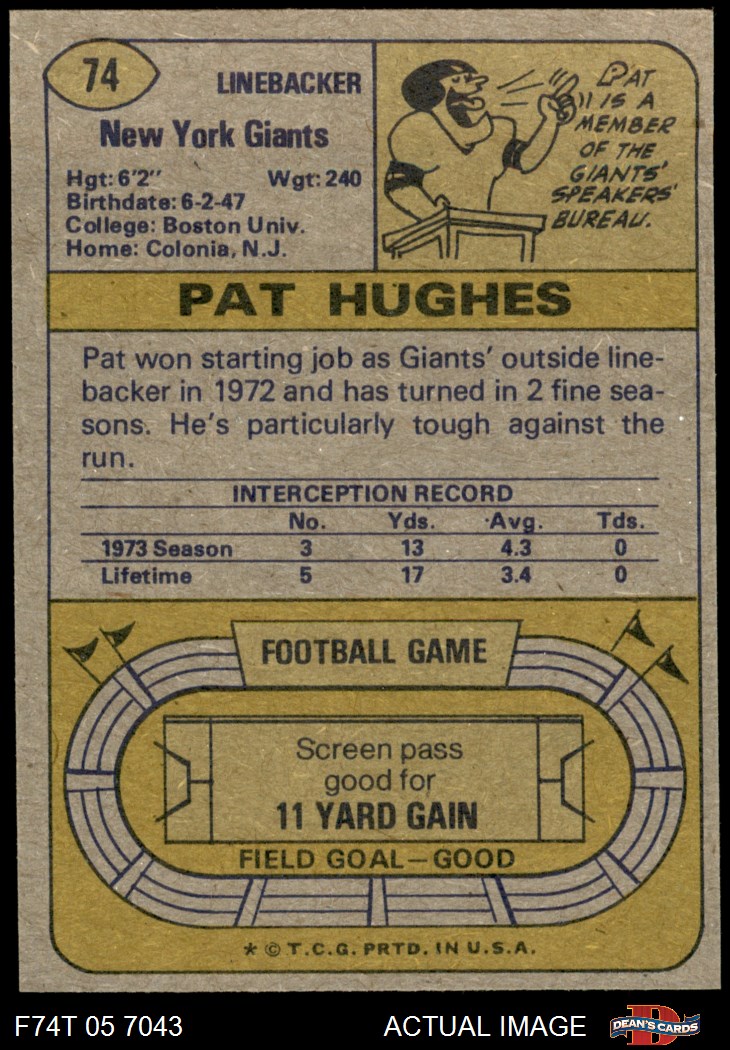 74
LINEBACKER
New York Giants
Hgt: 6'2" Wgt: 240
Birthdate: 6-2-47
College: Boston Univ.
Home: Colonia, N.J.
PAT
IS A
MEMBER
OF THE
GIANTS'
SPEAKERS'
BUREAU.
PAT HUGHES
Pat won starting job as Giants' outside line-
backer in 1972 and has turned in 2 fine sea-
sons. He's particularly tough against the
run.
INTERCEPTION RECORD
No. Yds. Avg. Tds.
1973 Season 3 13 4.3 0
Lifetime 5 17 3.4 0
FOOTBALL GAME
Screen pass
good for
11 YARD GAIN
FIELD GOAL—GOOD
* © T.C.G. PRTD. IN U.S.A.
F74T 05 7043 ACTUAL IMAGE
D
DEAN'S CARDS